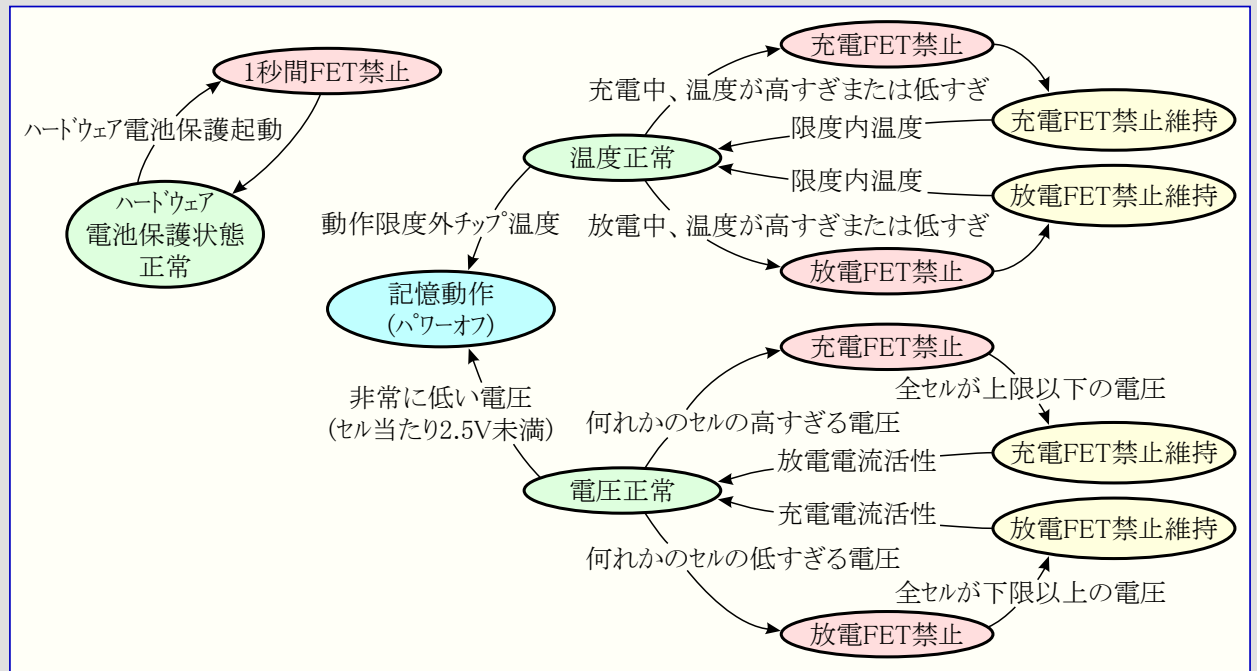 1秒間FET禁止
ハードウェア電池保護起動
ハードウェア
電池保護状態
正常
充電FET禁止
充電中、温度が高すぎまたは低すぎ
充電FET禁止維持
限度内温度
温度正常
限度内温度
放電FET禁止維持
動作限度外チップ温度
放電中、温度が高すぎまたは低すぎ
放電FET禁止
記憶動作
(パワーオフ)
充電FET禁止
非常に低い電圧
(セル当たり2.5V未満)
全セルが上限以下の電圧
何れかのセルの高すぎる電圧
充電FET禁止維持
放電電流活性
電圧正常
充電電流活性
放電FET禁止維持
何れかのセルの低すぎる電圧
全セルが下限以上の電圧
放電FET禁止